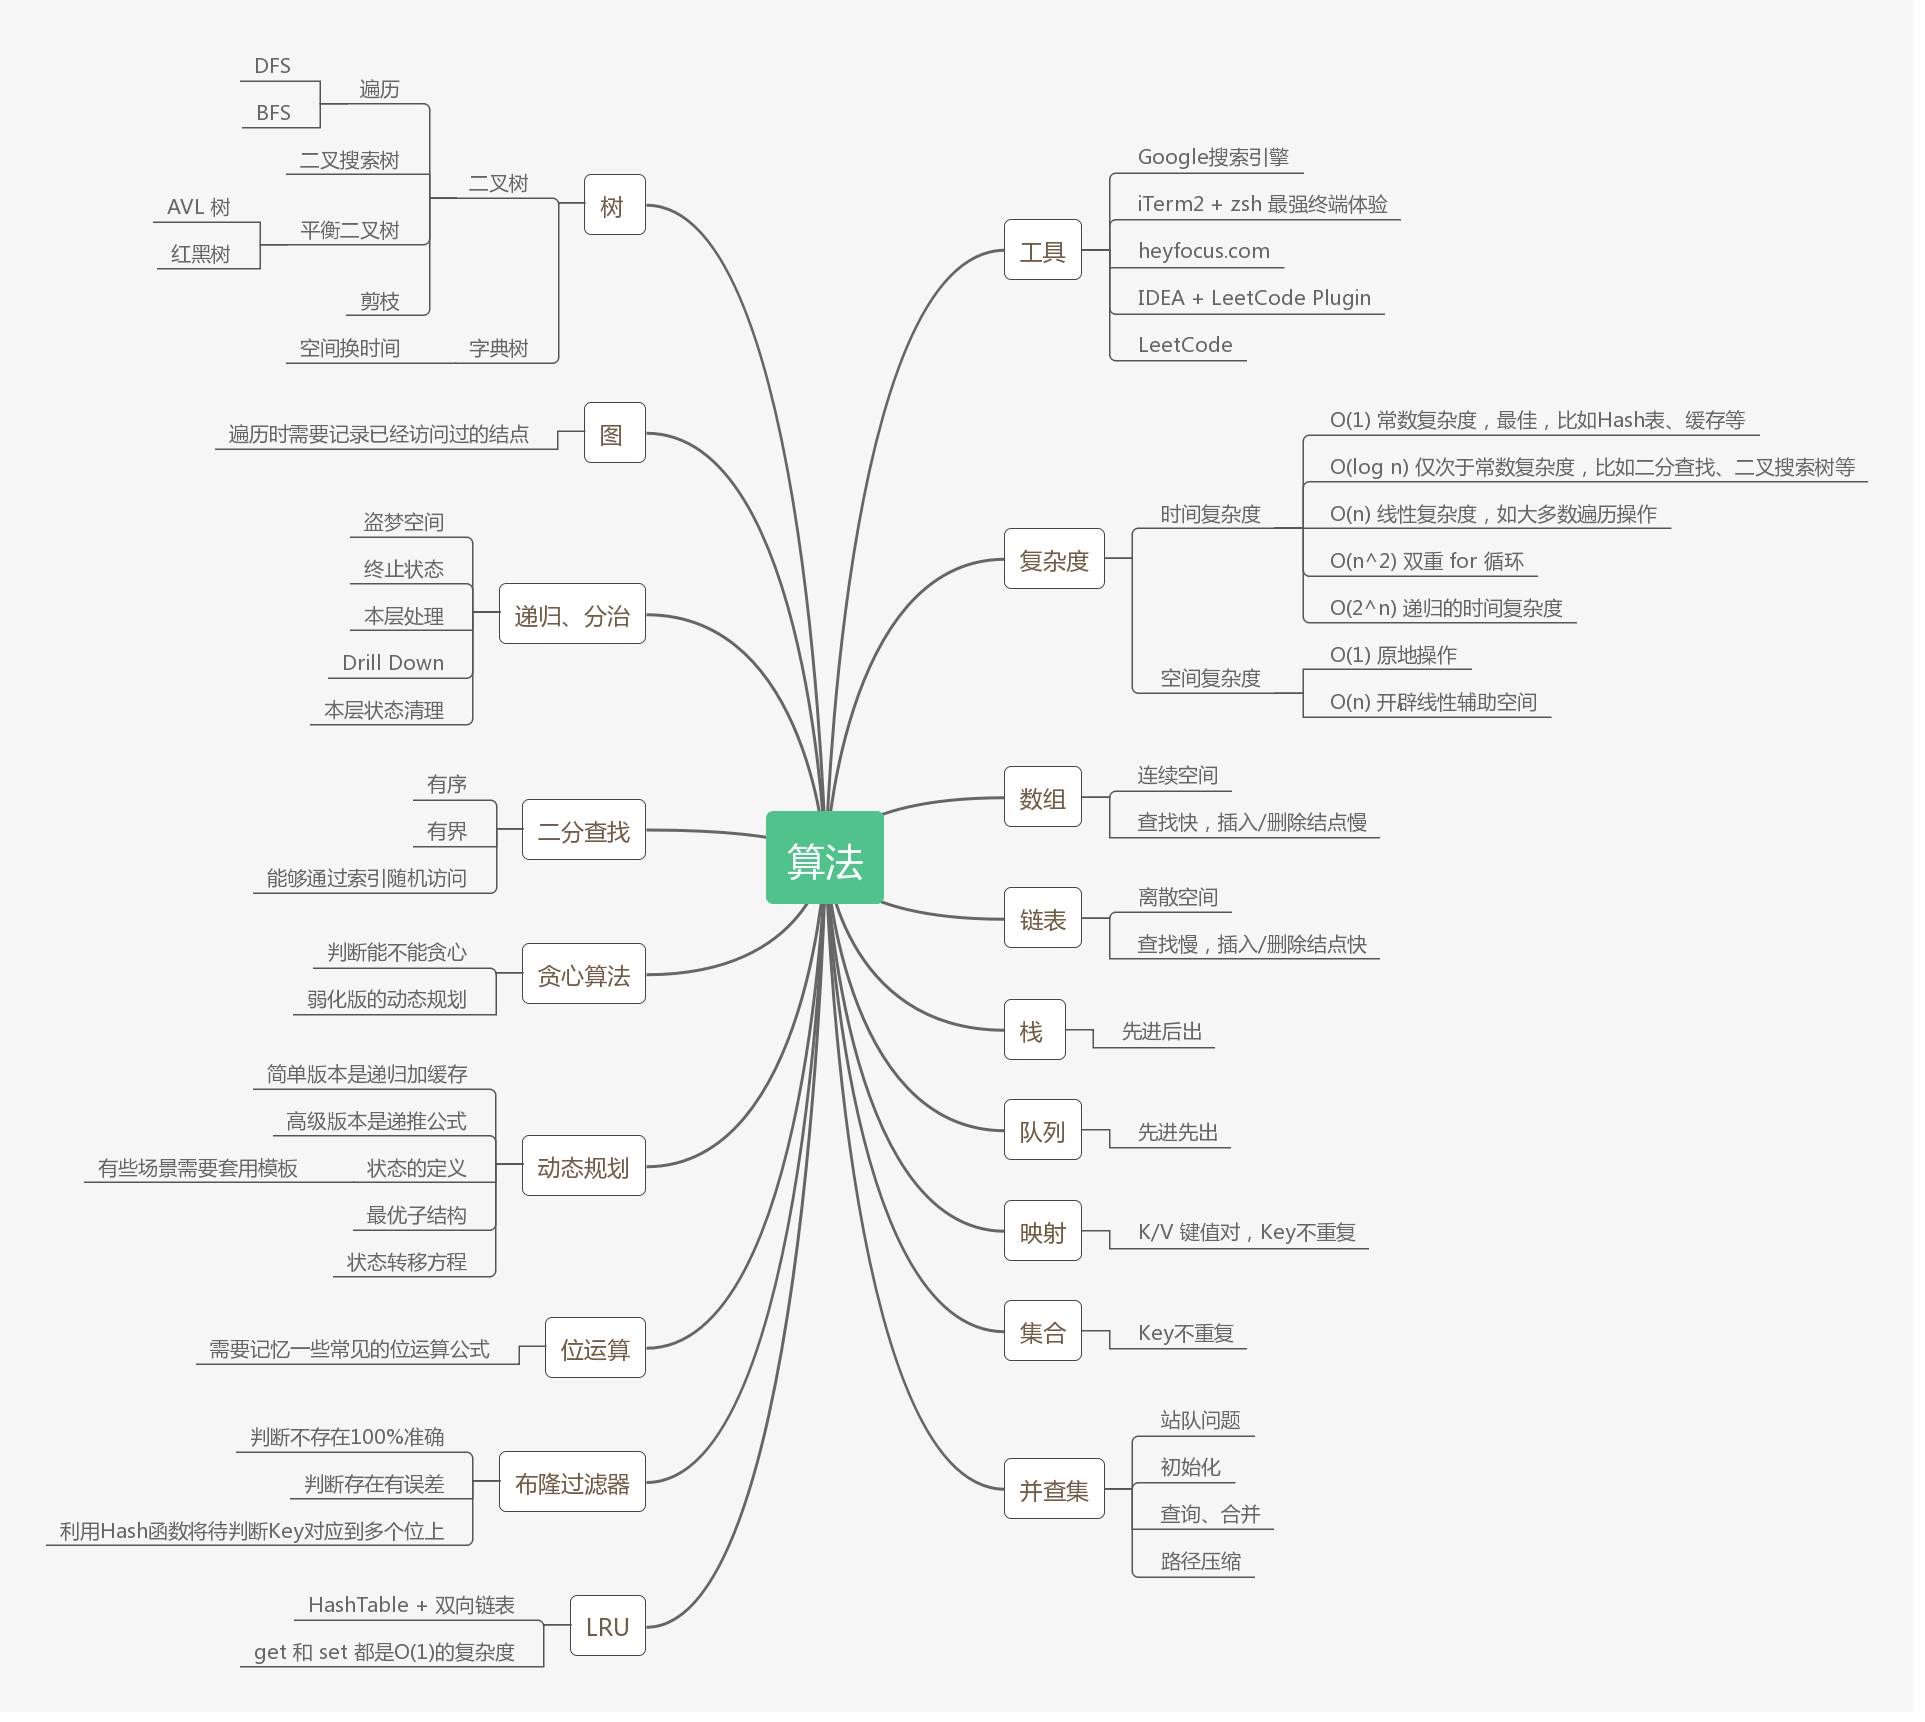 算法
工具
Google搜索引擎
iTerm2 + zsh 最强终端体验
heyfocus.com
IDEA + LeetCode Plugin
LeetCode
复杂度
时间复杂度
O(1) 常数复杂度，最佳，比如Hash表、缓存等
O(log n) 仅次于常数复杂度，比如二分查找、二叉搜索树等
O(n) 线性复杂度，如大多数遍历操作
O(n^2) 双重 for 循环
O(2^n) 递归的时间复杂度
空间复杂度
O(1) 原地操作
O(n) 开辟线性辅助空间
数组
连续空间
查找快，插入/删除结点慢
链表
离散空间
查找慢，插入/删除结点快
栈
先进后出
队列
先进先出
映射
K/V 键值对，Key不重复
集合
Key不重复
并查集
站队问题
初始化
查询、合并
路径压缩
树
二叉树
遍历
DFS
BFS
二叉搜索树
平衡二叉树
AVL 树
红黑树
剪枝
字典树
空间换时间
图
遍历时需要记录已经访问过的结点
递归、分治
盗梦空间
终止状态
本层处理
Drill Down
本层状态清理
二分查找
有序
有界
能够通过索引随机访问
贪心算法
判断能不能贪心
弱化版的动态规划
动态规划
简单版本是递归加缓存
高级版本是递推公式
状态的定义
有些场景需要套用模板
最优子结构
状态转移方程
位运算
需要记忆一些常见的位运算公式
布隆过滤器
判断不存在100%准确
判断存在有误差
利用Hash函数将待判断Key对应到多个位上
LRU
HashTable + 双向链表
get 和 set 都是O(1)的复杂度